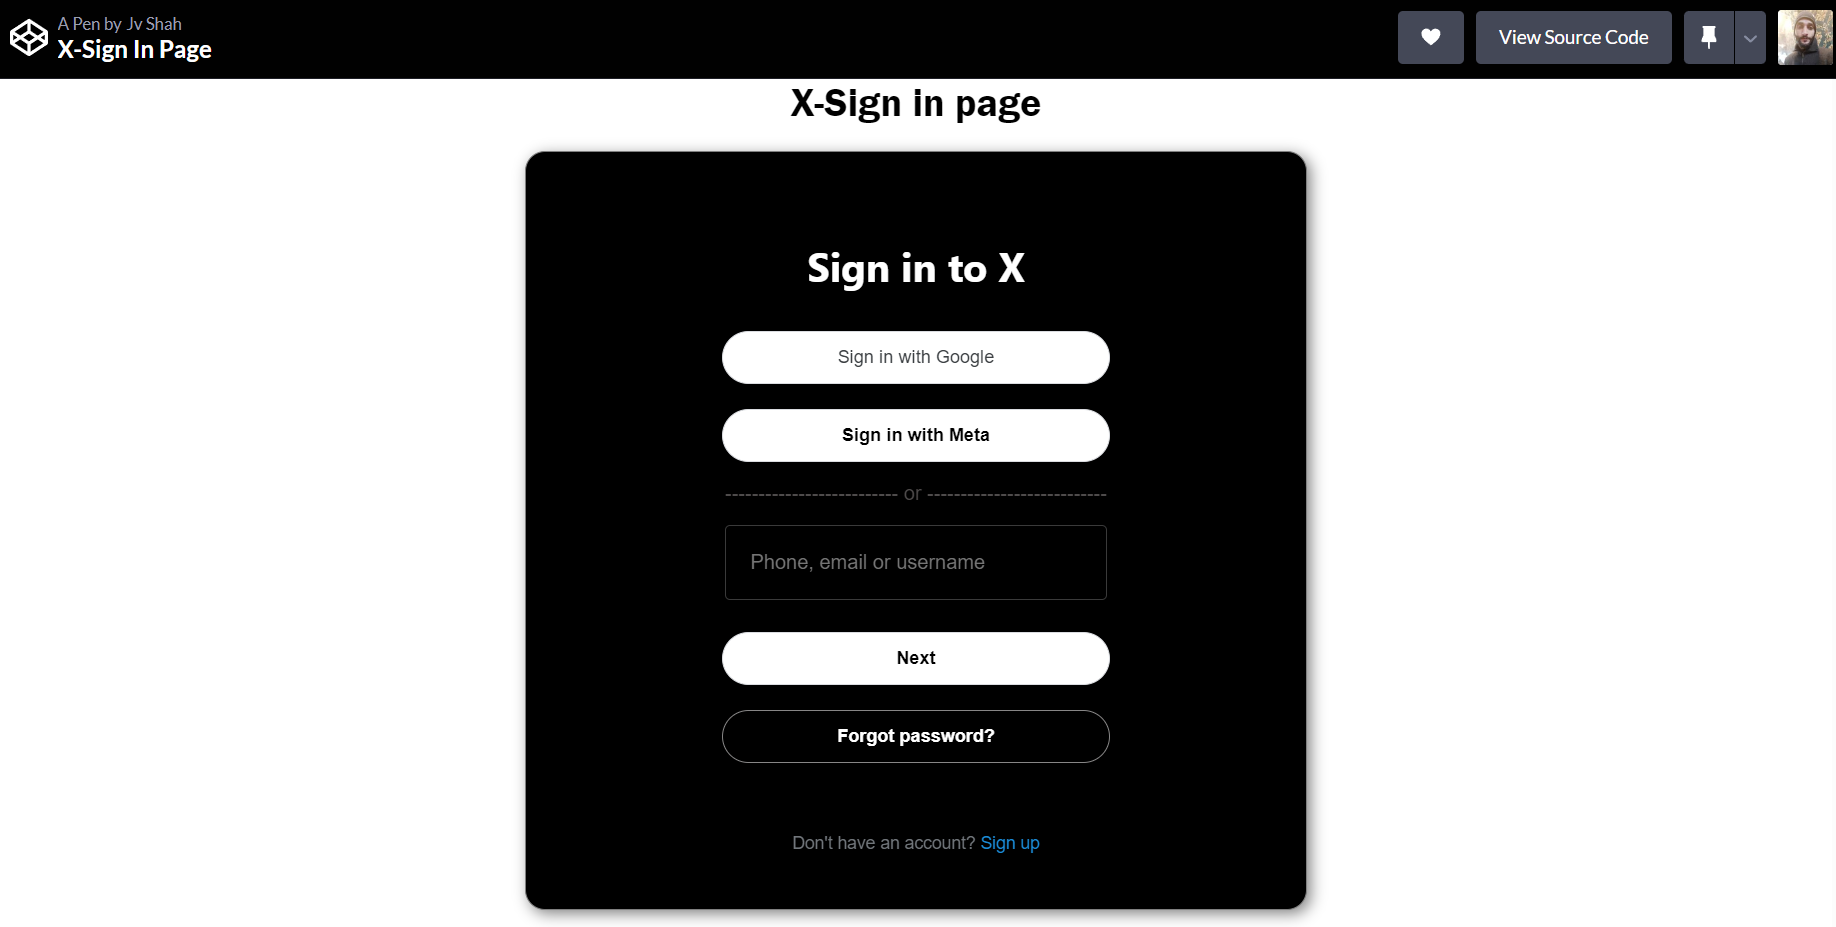 A Pen by Jv Shah
X-Sign In Page
View Source Code
X-Sign in page
Sign in to X
Sign in with Google
Sign in with Meta
-------------------------- or ---------------------------
Phone, email or username
Next
Forgot password?
Don't have an account? Sign up